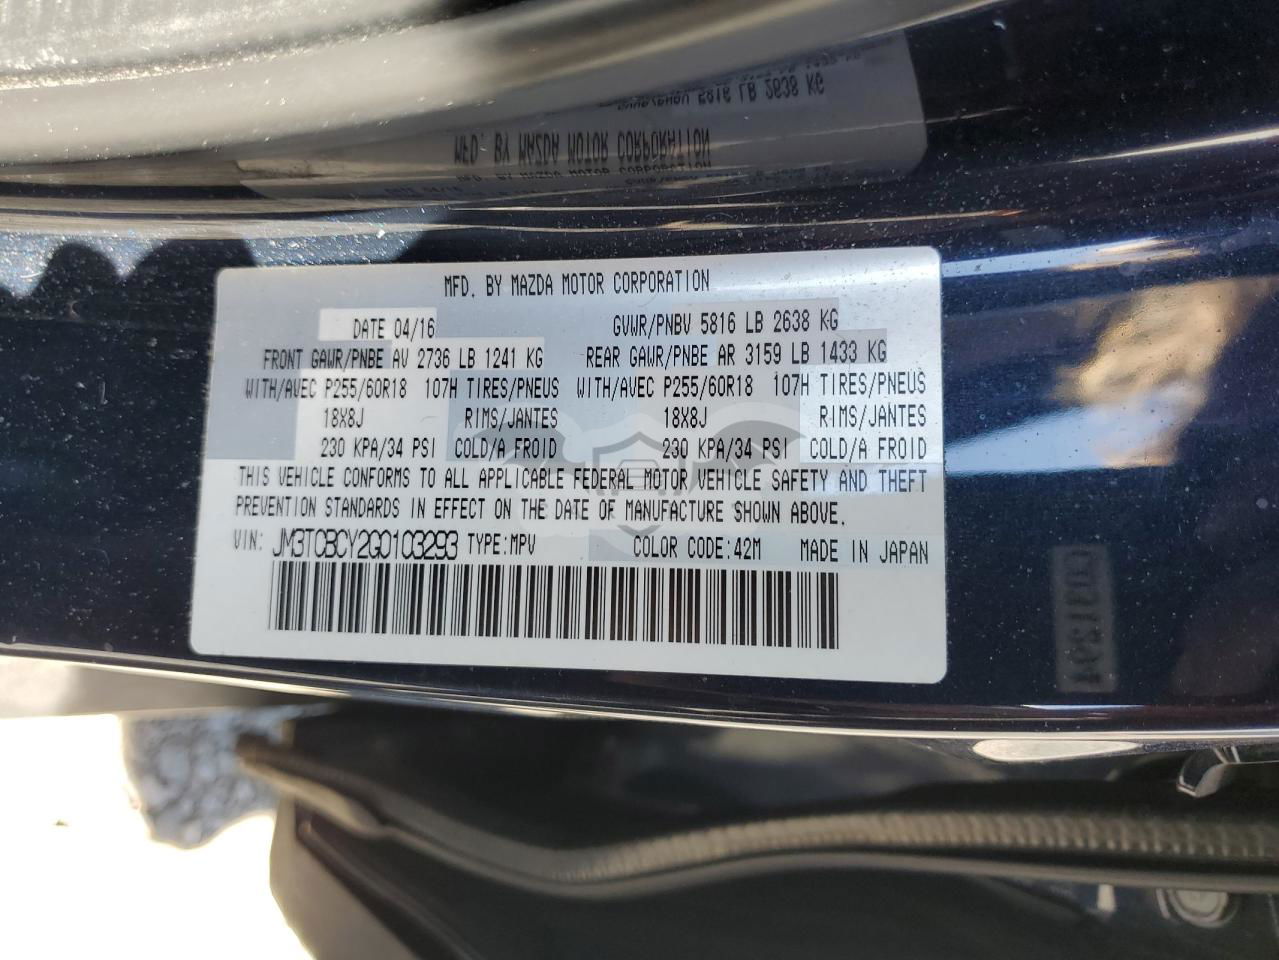 MFD. BY MAZDA MOTOR CORPORATION
DATE 04/16 GVWR/PNBV 5816 LB 2638 KG
FRONT GAWR/PNBE AV 2736 LB 1241 KG REAR GAWR/PNBE AR 3159 LB 1433 KG
WITH/AVEC P255/60R18 107H TIRES/PNEUS WITH/AVEC P255/60R18 107H TIRES/PNEUS
18X8J RIMS/JANTES 18X8J RIMS/JANTES
230 KPA/34 PSI COLD/A FROID 230 KPA/34 PSI COLD/A FROID
THIS VEHICLE CONFORMS TO ALL APPLICABLE FEDERAL MOTOR VEHICLE SAFETY AND THEFT
PREVENTION STANDARDS IN EFFECT ON THE DATE OF MANUFACTURE SHOWN ABOVE.
VIN: JM3TCBCY2G0103293 TYPE:MPV COLOR CODE:42M MADE IN JAPAN